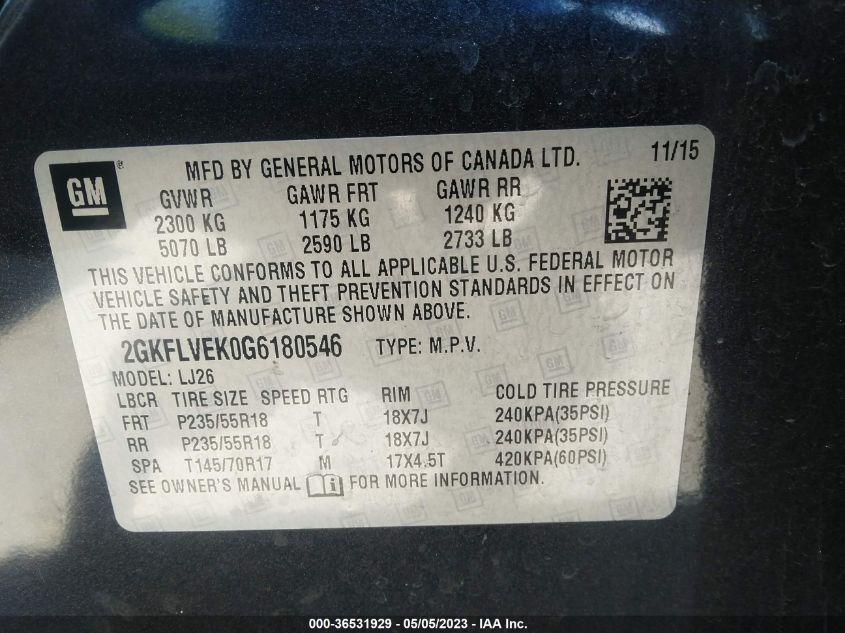 GM ® MFD BY GENERAL MOTORS OF CANADA LTD. 11/15
GVWR GAWR FRT GAWR RR
2300 KG 1175 KG 1240 KG
5070 LB 2590 LB 2733 LB
THIS VEHICLE CONFORMS TO ALL APPLICABLE U.S. FEDERAL MOTOR
VEHICLE SAFETY AND THEFT PREVENTION STANDARDS IN EFFECT ON
THE DATE OF MANUFACTURE SHOWN ABOVE.
2GKFLVEK0G6180546 TYPE: M.P.V.
MODEL: LJ26
LBCR TIRE SIZE SPEED RTG RIM COLD TIRE PRESSURE
FRT P235/55R18 T 18X7J 240KPA(35PSI)
RR P235/55R18 T 18X7J 240KPA(35PSI)
SPA T145/70R17 M 17X4.5T 420KPA(60PSI)
SEE OWNER'S MANUAL FOR MORE INFORMATION.
000-36531929 - 05/05/2023 - IAA Inc.